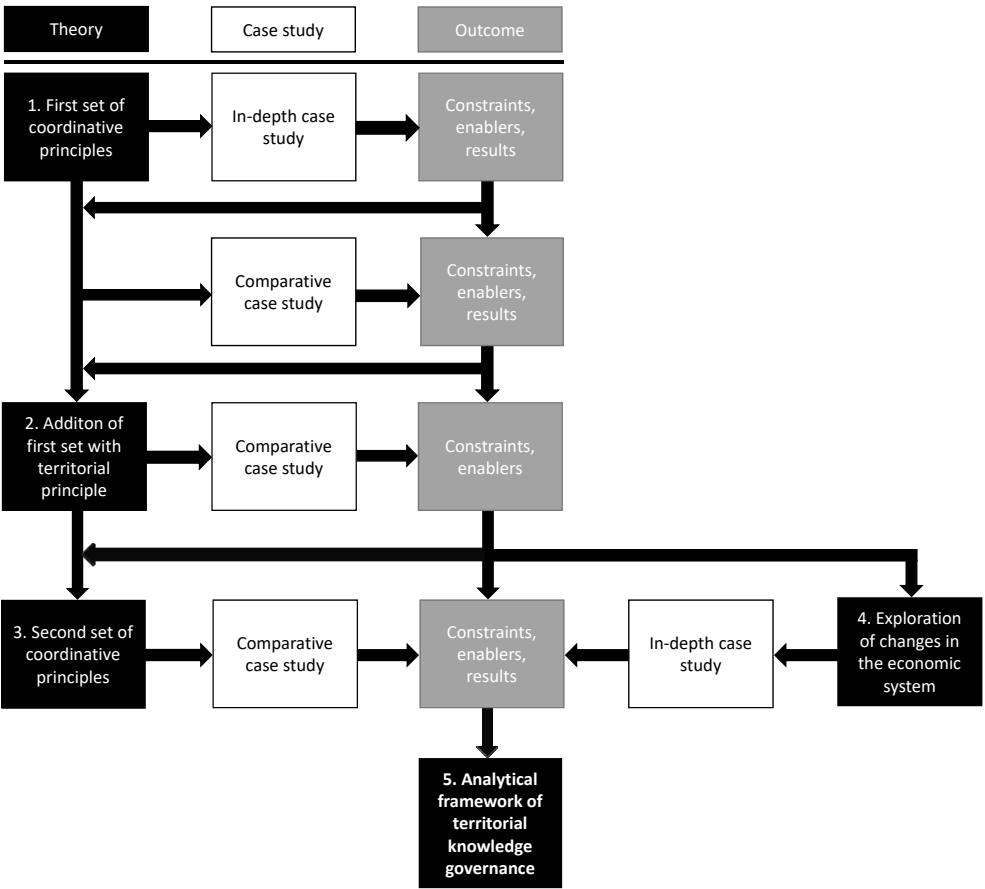 Theory
Case study
Outcome
1. First set of
coordinative
principles
In-depth case
study
Constraints,
enablers,
results
Comparative
case study
Constraints,
enablers,
results
2. Additon of
first set with
territorial
principle
Comparative
case study
Constraints,
enablers
3. Second set of
coordinative
principles
Comparative
case study
Constraints,
enablers,
results
In-depth case
study
4. Exploration
of changes in
the economic
system
5. Analytical
framework of
territorial
knowledge
governance